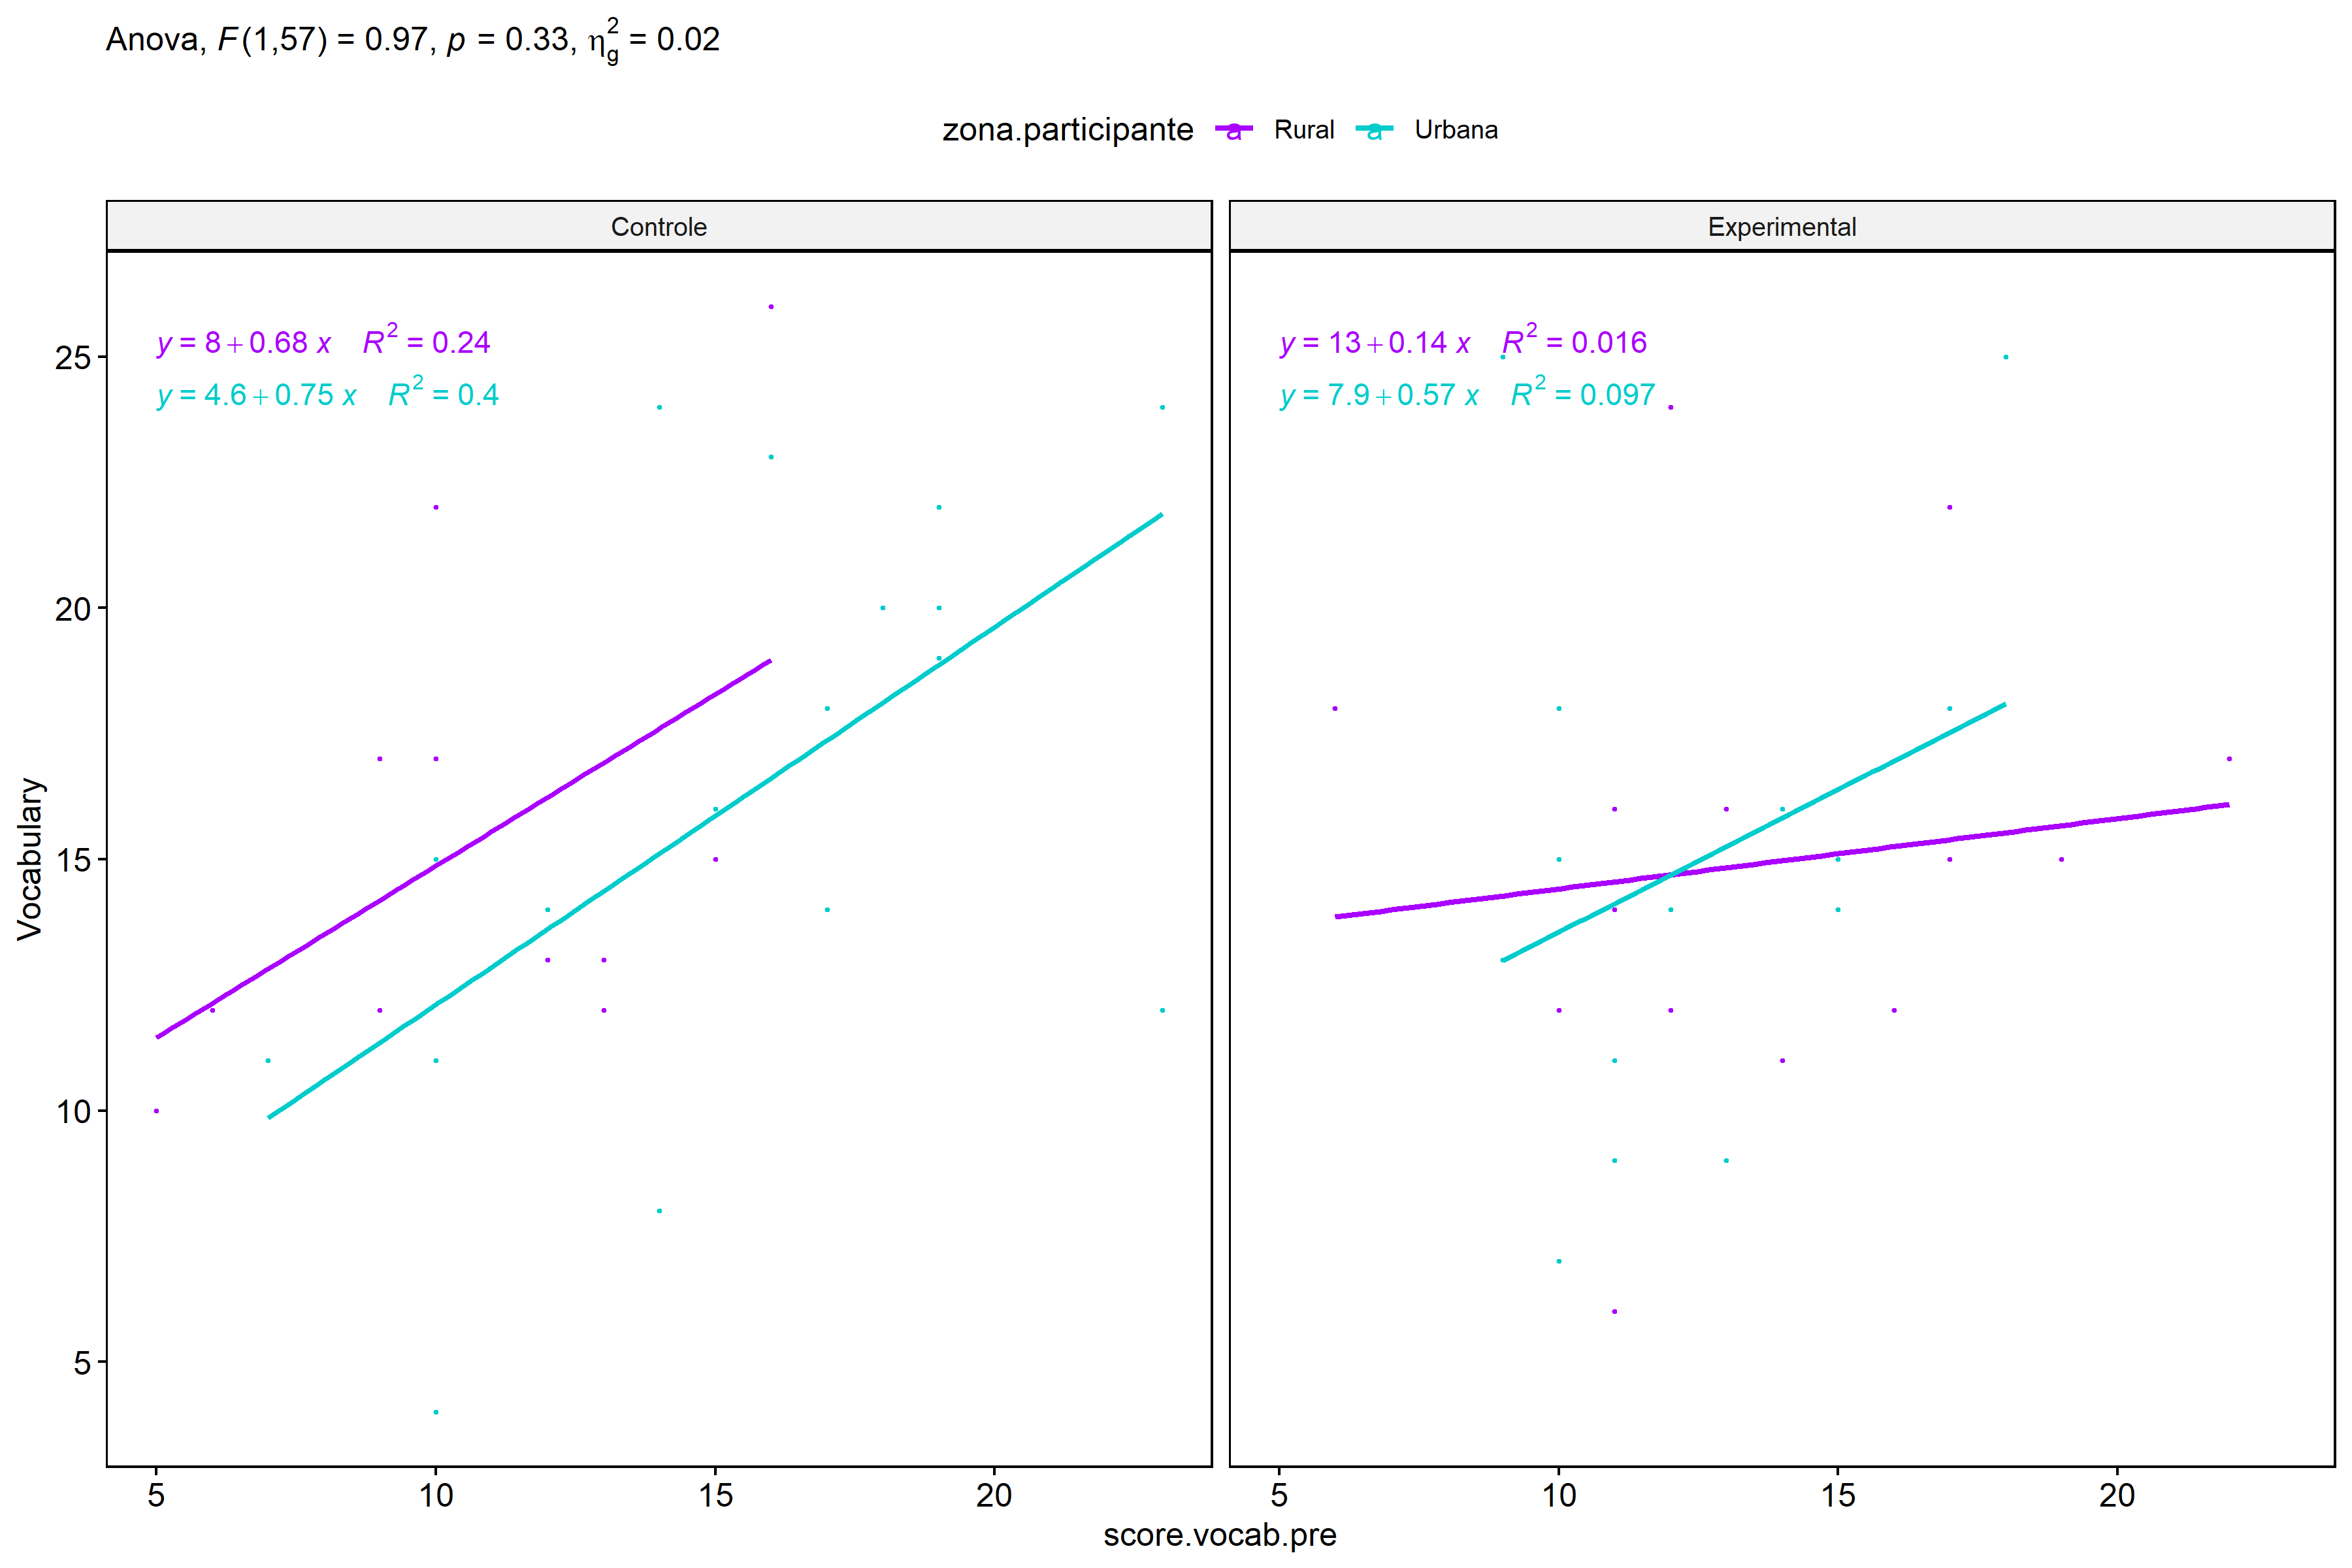 Anova, F(1,57) = 0.97, p = 0.33, η²g = 0.02
zona.participante a Rural a Urbana
Controle
Experimental
y = 8 + 0.68 x R² = 0.24
y = 4.6 + 0.75 x R² = 0.4
y = 13 + 0.14 x R² = 0.016
y = 7.9 + 0.57 x R² = 0.097
Vocabulary
25
20
15
10
5
5 10 15 20
5 10 15 20
score.vocab.pre